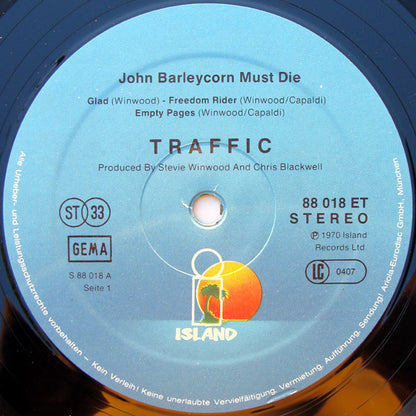 John Barleycorn Must Die
Glad (Winwood) - Freedom Rider (Winwood/Capaldi)
Empty Pages (Winwood/Capaldi)
TRAFFIC
Produced By Stevie Winwood And Chris Blackwell
ST 33
GEMA
S 88 018 A
Seite 1
88 018 ET
STEREO
℗ 1970 Island
Records Ltd.
LC 0407
ISLAND
Alle Urheber- und Leistungsschutzrechte vorbehalten – Kein Verleih! Keine unerlaubte Vervielfältigung, Vermietung, Aufführung, Sendung! Ariola-Eurodisc GmbH, München